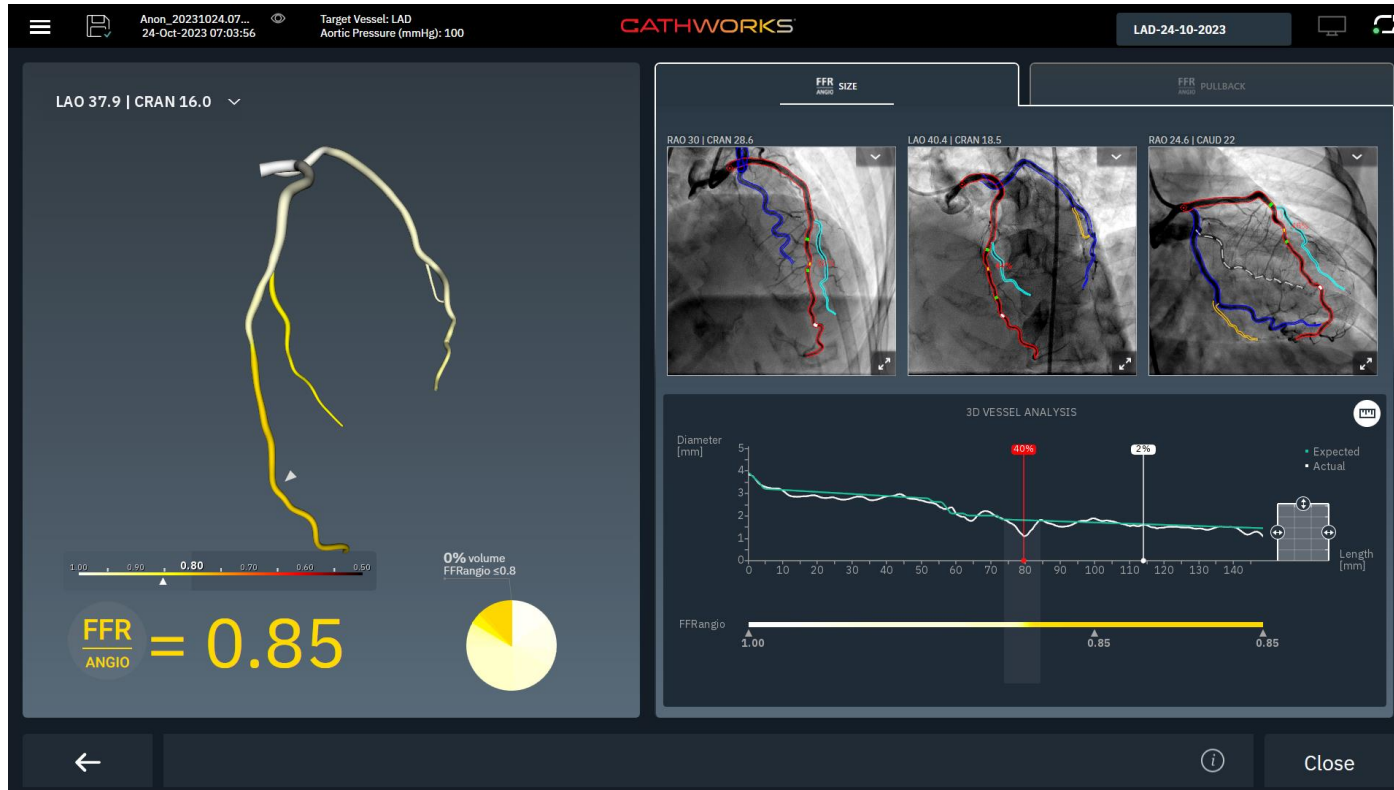 Anon_20231024.07...
24-Oct-2023 07:03:56
Target Vessel: LAD
Aortic Pressure (mmHg): 100
CATHWORKS
LAD-24-10-2023
LAO 37.9 | CRAN 16.0
FFR ANGIO SIZE
FFR ANGIO PULLBACK
RAO 30 | CRAN 28.6
LAO 40.4 | CRAN 18.5
RAO 24.6 | CAUD 22
3D VESSEL ANALYSIS
Diameter
[mm]
5
4
3
2
1
0
40%
2%
Expected
Actual
0 10 20 30 40 50 60 70 80 90 100 110 120 130 140
Length
[mm]
FFRangio
1.00 0.85 0.85
1.00 0.90 0.80 0.70 0.60 0.50
0% volume
FFRangio ≤0.8
FFR
ANGIO
= 0.85
Close